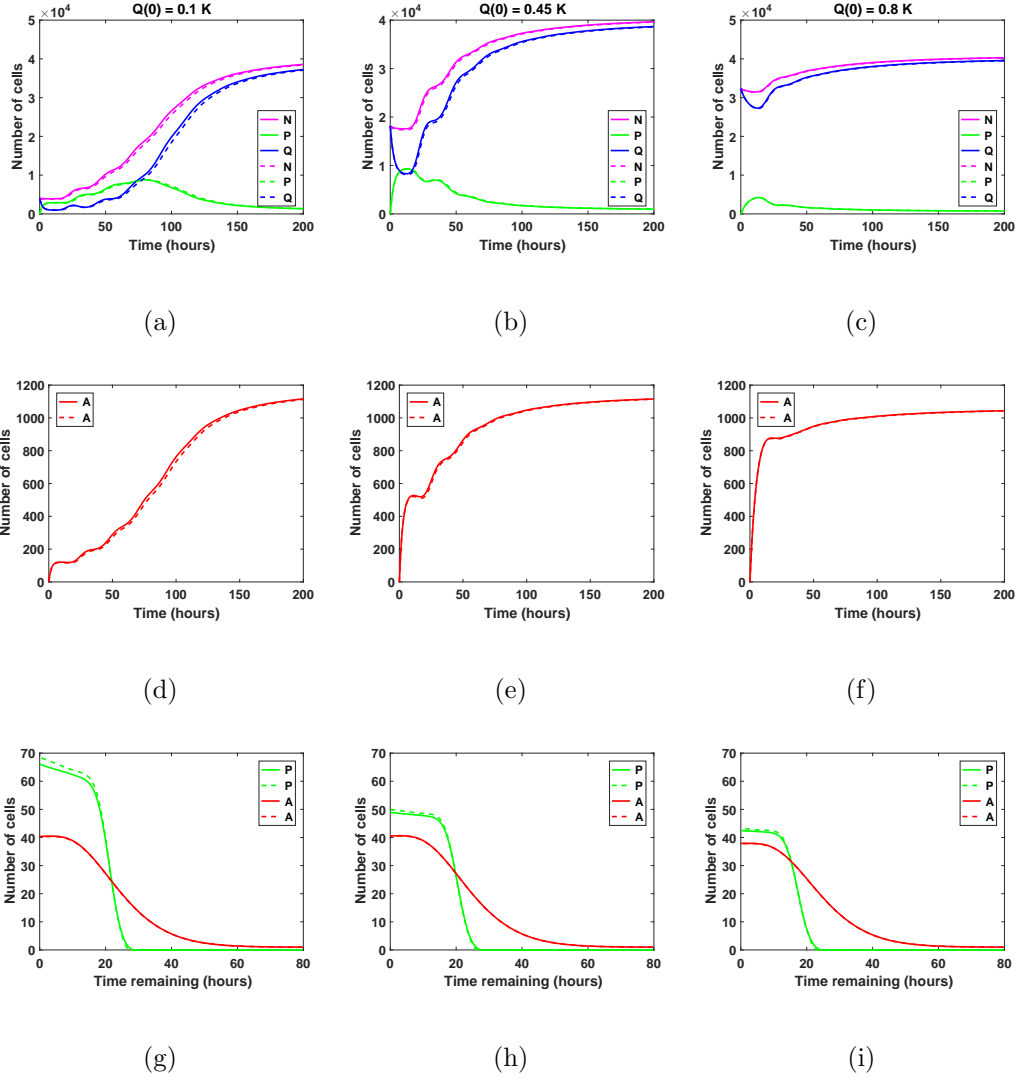 Q(0) = 0.1 K
×10⁴
5
4
3
2
1
0
Number of cells
N
P
Q
N
P
Q
0 50 100 150 200
Time (hours)
(a)
Q(0) = 0.45 K
×10⁴
4
3
2
1
0
Number of cells
N
P
Q
N
P
Q
0 50 100 150 200
Time (hours)
(b)
Q(0) = 0.8 K
×10⁴
5
4
3
2
1
0
Number of cells
N
P
Q
N
P
Q
0 50 100 150 200
Time (hours)
(c)
1200
1000
800
600
400
200
0
Number of cells
A
A
0 50 100 150 200
Time (hours)
(d)
1200
1000
800
600
400
200
0
Number of cells
A
A
0 50 100 150 200
Time (hours)
(e)
1200
1000
800
600
400
200
0
Number of cells
A
A
0 50 100 150 200
Time (hours)
(f)
70
60
50
40
30
20
10
0
Number of cells
P
P
A
A
0 20 40 60 80
Time remaining (hours)
(g)
70
60
50
40
30
20
10
0
Number of cells
P
P
A
A
0 20 40 60 80
Time remaining (hours)
(h)
70
60
50
40
30
20
10
0
Number of cells
P
P
A
A
0 20 40 60 80
Time remaining (hours)
(i)